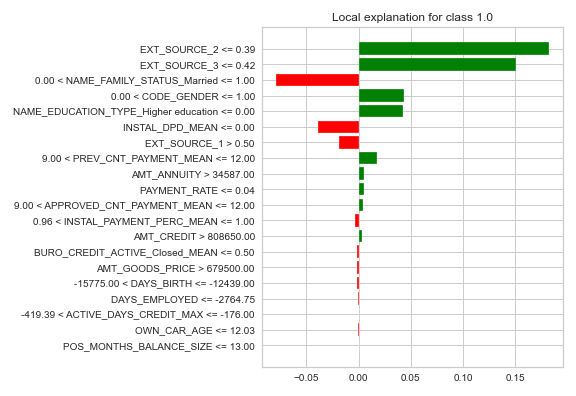 Local explanation for class 1.0
EXT_SOURCE_2 <= 0.39
EXT_SOURCE_3 <= 0.42
0.00 < NAME_FAMILY_STATUS_Married <= 1.00
0.00 < CODE_GENDER <= 1.00
NAME_EDUCATION_TYPE_Higher education <= 0.00
INSTAL_DPD_MEAN <= 0.00
EXT_SOURCE_1 > 0.50
9.00 < PREV_CNT_PAYMENT_MEAN <= 12.00
AMT_ANNUITY > 34587.00
PAYMENT_RATE <= 0.04
9.00 < APPROVED_CNT_PAYMENT_MEAN <= 12.00
0.96 < INSTAL_PAYMENT_PERC_MEAN <= 1.00
AMT_CREDIT > 808650.00
BURO_CREDIT_ACTIVE_Closed_MEAN <= 0.50
AMT_GOODS_PRICE > 679500.00
-15775.00 < DAYS_BIRTH <= -12439.00
DAYS_EMPLOYED <= -2764.75
-419.39 < ACTIVE_DAYS_CREDIT_MAX <= -176.00
OWN_CAR_AGE <= 12.03
POS_MONTHS_BALANCE_SIZE <= 13.00
−0.05 0.00 0.05 0.10 0.15